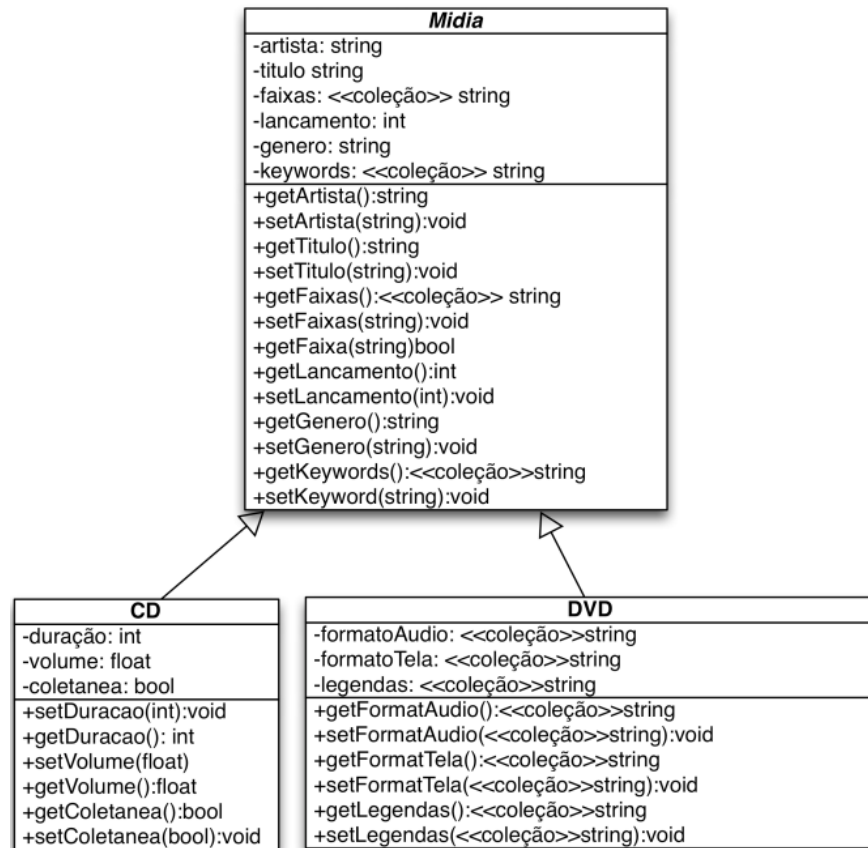 Midia
-artista: string
-titulo string
-faixas: <<coleção>> string
-lancamento: int
-genero: string
-keywords: <<coleção>> string
+getArtista():string
+setArtista(string):void
+getTitulo():string
+setTitulo(string):void
+getFaixas():<<coleção>> string
+setFaixas(string):void
+getFaixa(string)bool
+getLancamento():int
+setLancamento(int):void
+getGenero():string
+setGenero(string):void
+getKeywords():<<coleção>>string
+setKeyword(string):void
CD
-duração: int
-volume: float
-coletanea: bool
+setDuracao(int):void
+getDuracao(): int
+setVolume(float)
+getVolume():float
+getColetanea():bool
+setColetanea(bool):void
DVD
-formatoAudio: <<coleção>>string
-formatoTela: <<coleção>>string
-legendas: <<coleção>>string
+getFormatAudio():<<coleção>>string
+setFormatAudio(<<coleção>>string):void
+getFormatTela():<<coleção>>string
+setFormatTela(<<coleção>>string):void
+getLegendas():<<coleção>>string
+setLegendas(<<coleção>>string):void